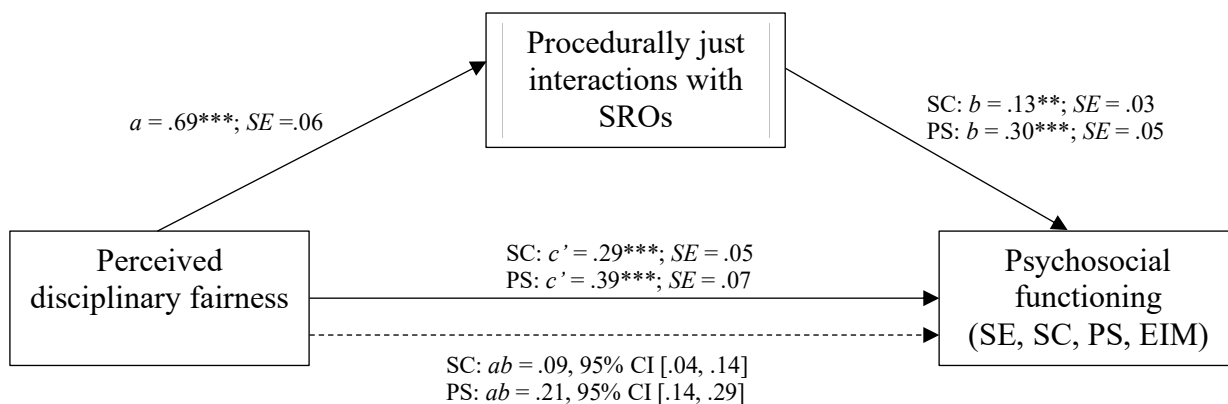 Procedurally just
interactions with
SROs
a = .69***; SE =.06
SC: b = .13**; SE = .03
PS: b = .30***; SE = .05
Perceived
disciplinary fairness
SC: c’ = .29***; SE = .05
PS: c’ = .39***; SE = .07
Psychosocial
functioning
(SE, SC, PS, EIM)
SC: ab = .09, 95% CI [.04, .14]
PS: ab = .21, 95% CI [.14, .29]